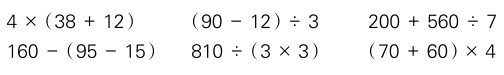 4 × (38 + 12) (90 − 12) ÷ 3 200 + 560 ÷ 7
160 − (95 − 15) 810 ÷ (3 × 3) (70 + 60) × 4